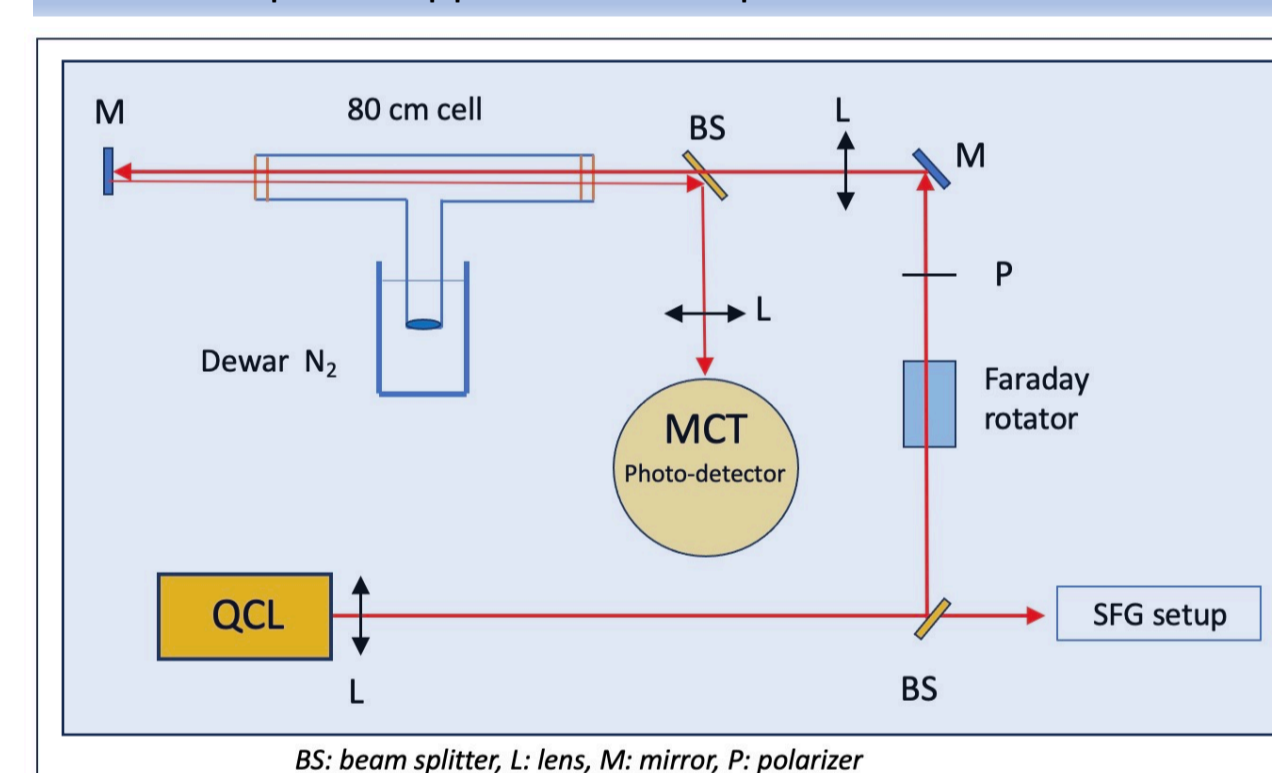 M
80 cm cell
BS
L
M
P
L
Dewar N₂
Faraday
rotator
MCT
Photo-detector
QCL
SFG setup
L
BS
BS: beam splitter, L: lens, M: mirror, P: polarizer